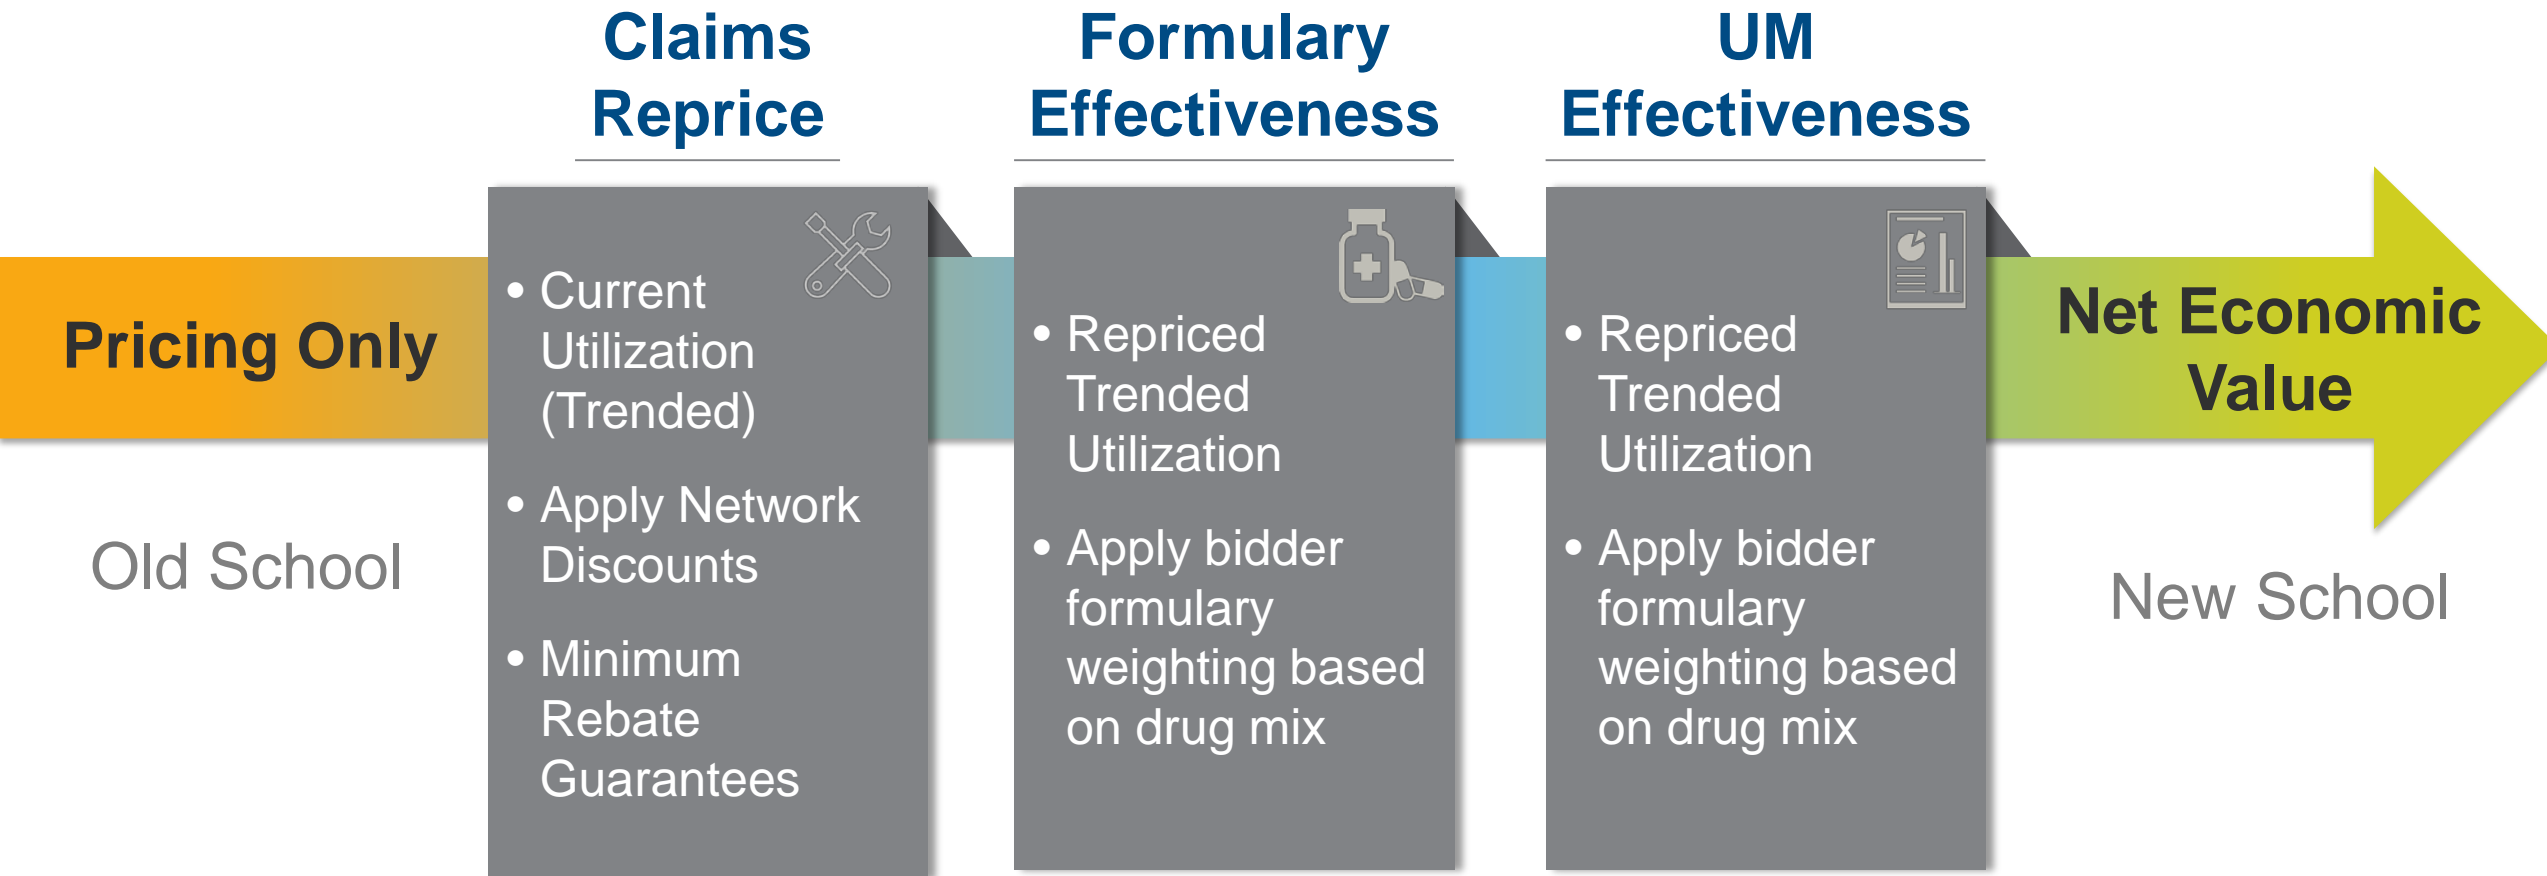 Claims
Reprice
Formulary
Effectiveness
UM
Effectiveness
Pricing Only
Old School
• Current
Utilization
(Trended)
• Apply Network
Discounts
• Minimum
Rebate
Guarantees
• Repriced
Trended
Utilization
• Apply bidder
formulary
weighting based
on drug mix
• Repriced
Trended
Utilization
• Apply bidder
formulary
weighting based
on drug mix
Net Economic
Value
New School